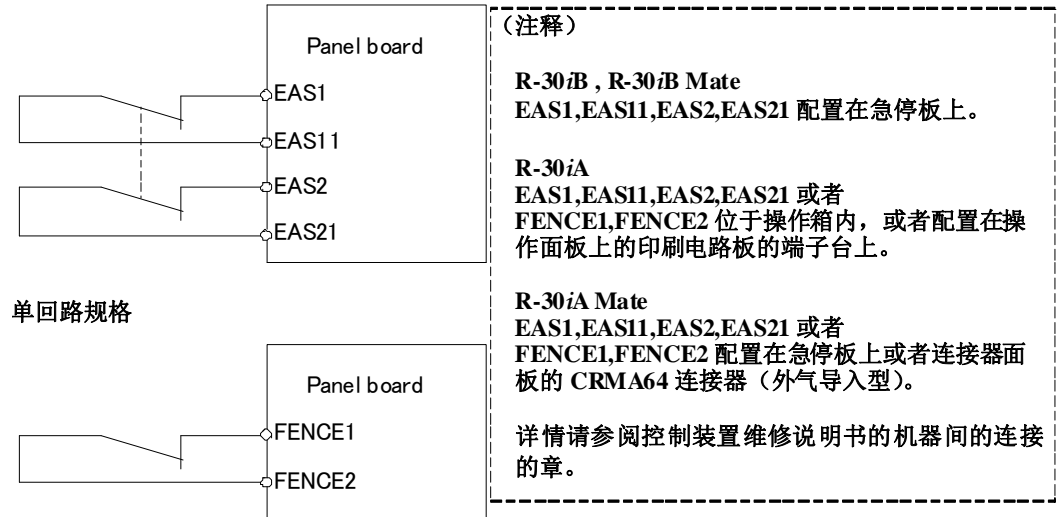 Panel board
EAS1
EAS11
EAS2
EAS21
单回路规格
Panel board
FENCE1
FENCE2
（注释）
R-30iB , R-30iB Mate
EAS1,EAS11,EAS2,EAS21 配置在急停板上。
R-30iA
EAS1,EAS11,EAS2,EAS21 或者
FENCE1,FENCE2 位于操作箱内，或者配置在操
作面板上的印刷电路板的端子台上。
R-30iA Mate
EAS1,EAS11,EAS2,EAS21 或者
FENCE1,FENCE2 配置在急停板上或者连接器面
板的 CRMA64 连接器（外气导入型）。
详情请参阅控制装置维修说明书的机器间的连接
的章。